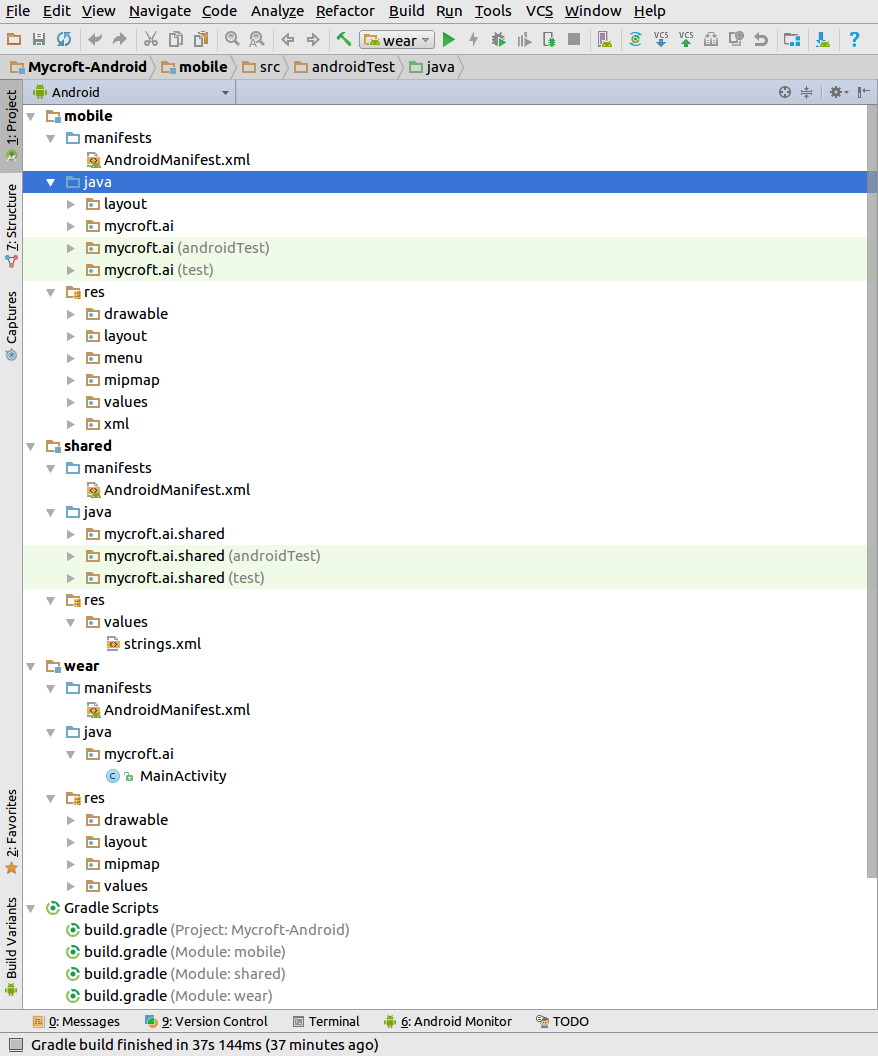 File Edit View Navigate Code Analyze Refactor Build Run Tools VCS Window Help
wear VCS VCS ?
Mycroft-Android mobile src androidTest java
1: Project
7: Structure
Captures
2: Favorites
Build Variants
Android
mobile
manifests
AndroidManifest.xml
java
layout
mycroft.ai
mycroft.ai (androidTest)
mycroft.ai (test)
res
drawable
layout
menu
mipmap
values
xml
shared
manifests
AndroidManifest.xml
java
mycroft.ai.shared
mycroft.ai.shared (androidTest)
mycroft.ai.shared (test)
res
values
strings.xml
wear
manifests
AndroidManifest.xml
java
mycroft.ai
C MainActivity
res
drawable
layout
mipmap
values
Gradle Scripts
build.gradle (Project: Mycroft-Android)
build.gradle (Module: mobile)
build.gradle (Module: shared)
build.gradle (Module: wear)
0: Messages 9: Version Control Terminal 6: Android Monitor TODO
Gradle build finished in 37s 144ms (37 minutes ago)